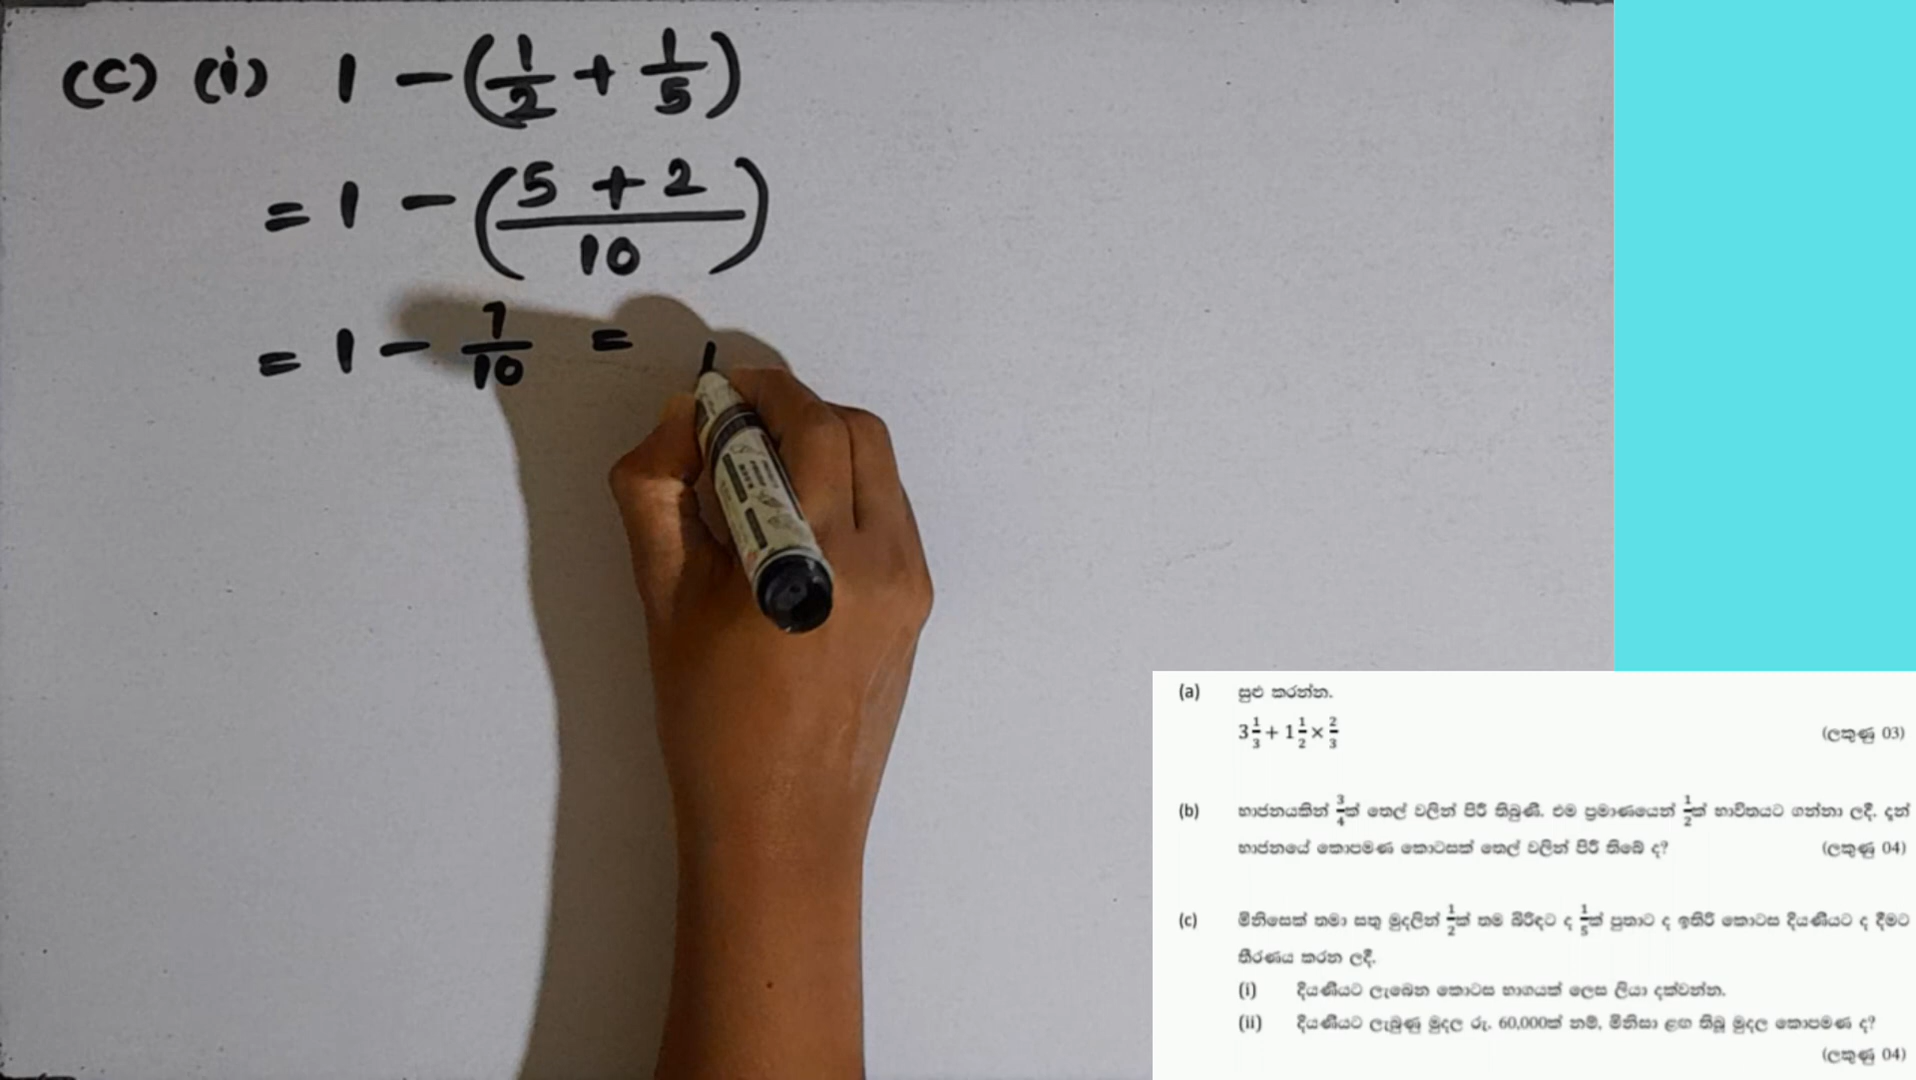 (C) (i) 1 - (1/2 + 1/5)
= 1 - (5 + 2 / 10)
= 1 - 7/10 =
(a) සුළු කරන්න.
3 1/3 + 1 1/2 × 2/3 (ලකුණු 03)
(b) භාජනයකින් 3/4ක් තෙල් වලින් පිරී තිබුණි. එම ප්‍රමාණයෙන් 1/2ක් භාවිතයට ගන්නා ලදී. දැන්
භාජනයේ කොපමණ කොටසක් තෙල් වලින් පිරී තිබේ ද? (ලකුණු 04)
(c) මිනිසෙක් තමා සතු මුදලින් 1/2ක් තම බිරිඳට ද 1/5ක් පුතාට ද ඉතිරි කොටස දියණියට ද දීමට
තීරණය කරන ලදී.
(i) දියණියට ලැබෙන කොටස භාගයක් ලෙස ලියා දක්වන්න.
(ii) දියණියට ලැබුණු මුදල රු. 60,000ක් නම්, මිනිසා ළඟ තිබූ මුදල කොපමණ ද?
(ලකුණු 04)